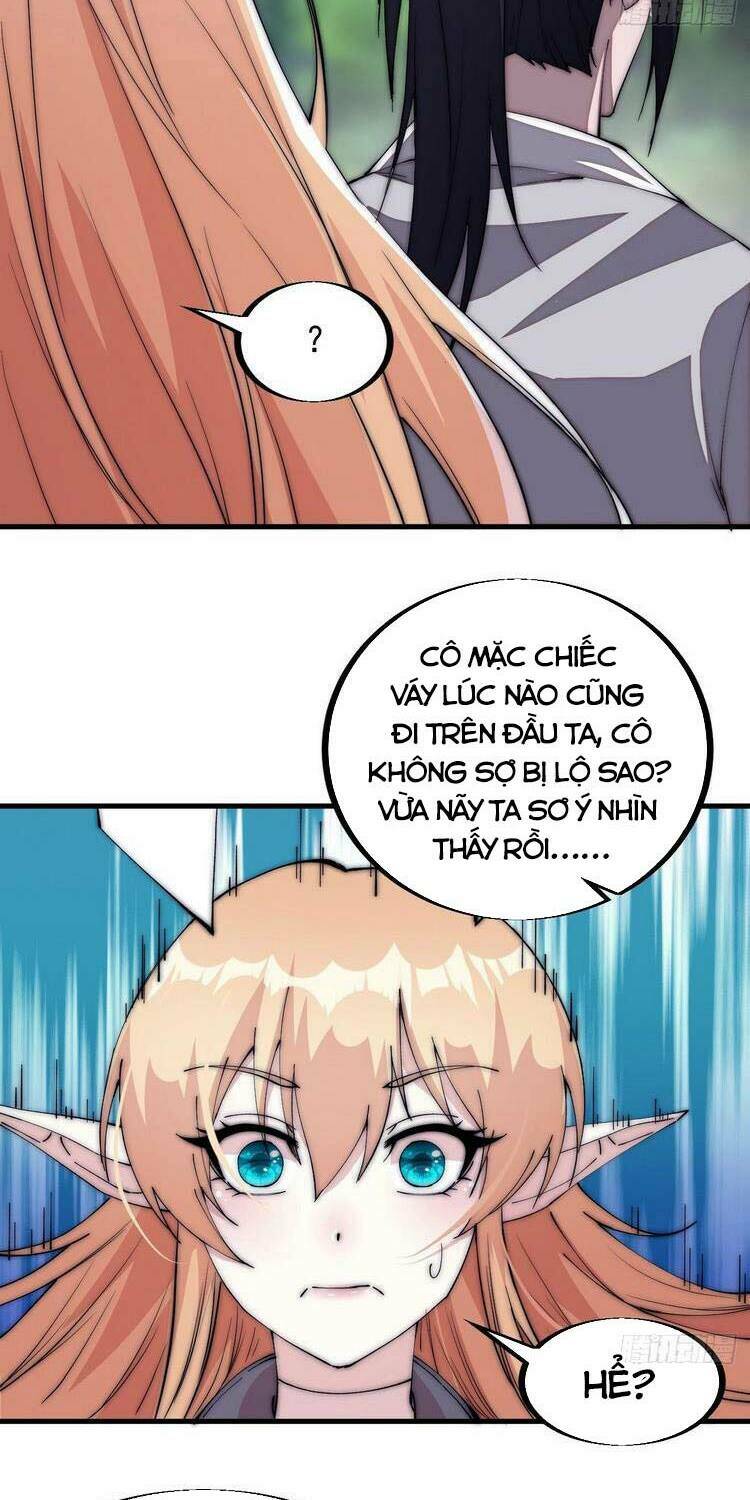 ?
CÔ MẶC CHIẾC
VÁY LÚC NÀO CŨNG
ĐI TRÊN ĐẦU TA, CÔ
KHÔNG SỢ BỊ LỘ SAO?
VỪA NÃY TA SƠ Ý NHÌN
THẤY RỒI......
HỂ?